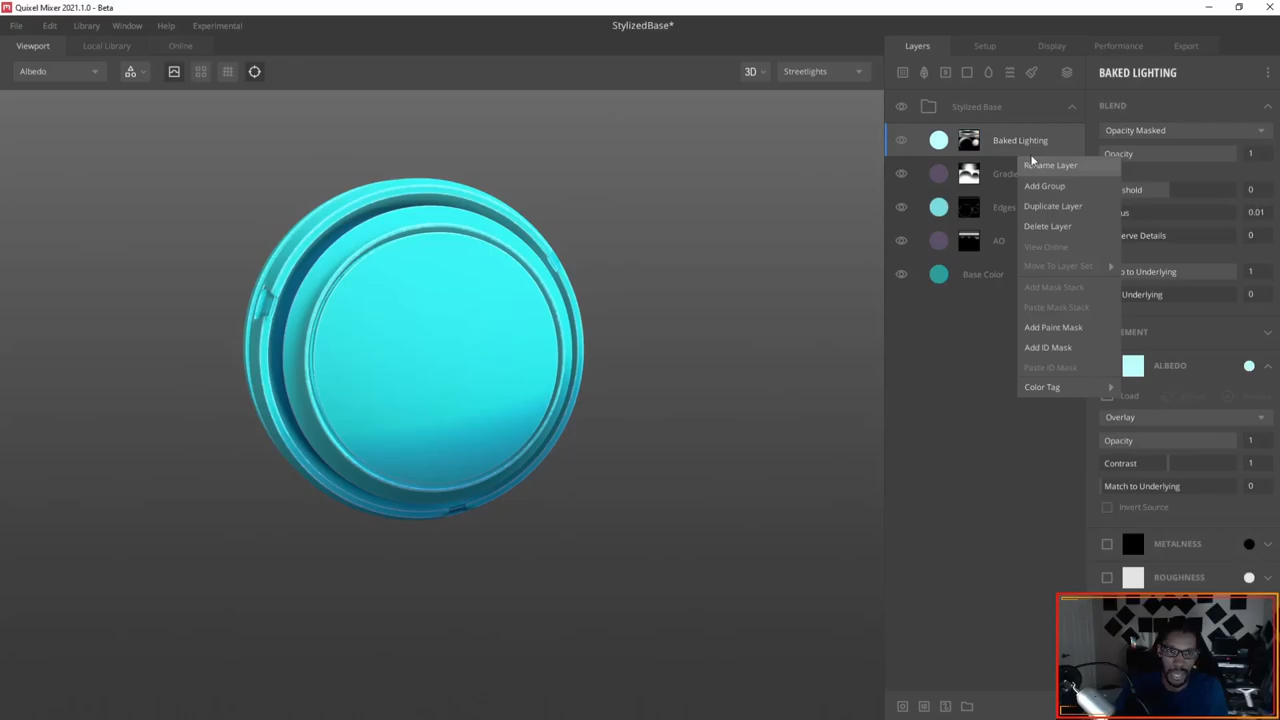 Quixel Mixer 2021.1.0 - Beta
File Edit Library Window Help Experimental
StylizedBase*
Viewport Local Library Online
Layers Setup Display Performance Export
Albedo
3D Streetlights
BAKED LIGHTING
Stylized Base
BLEND
Opacity Masked
Baked Lighting
Opacity 1
Rename Layer
Add Group
Duplicate Layer
Delete Layer
View Online
Move To Layer Set
Add Mask Stack
Paste Mask Stack
Add Paint Mask
Add ID Mask
Paste ID Mask
Color Tag
Edges
AO
Base Color
0
0.01
0
1
Underlying 0
ALBEDO
Load
Overlay
Opacity 1
Contrast 1
Match to Underlying 0
Invert Source
METALNESS
ROUGHNESS